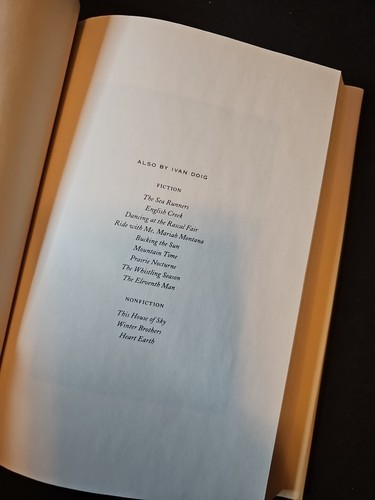 ALSO BY IVAN DOIG
FICTION
The Sea Runners
English Creek
Dancing at the Rascal Fair
Ride with Me, Mariah Montana
Bucking the Sun
Mountain Time
Prairie Nocturne
The Whistling Season
The Eleventh Man
NONFICTION
This House of Sky
Winter Brothers
Heart Earth